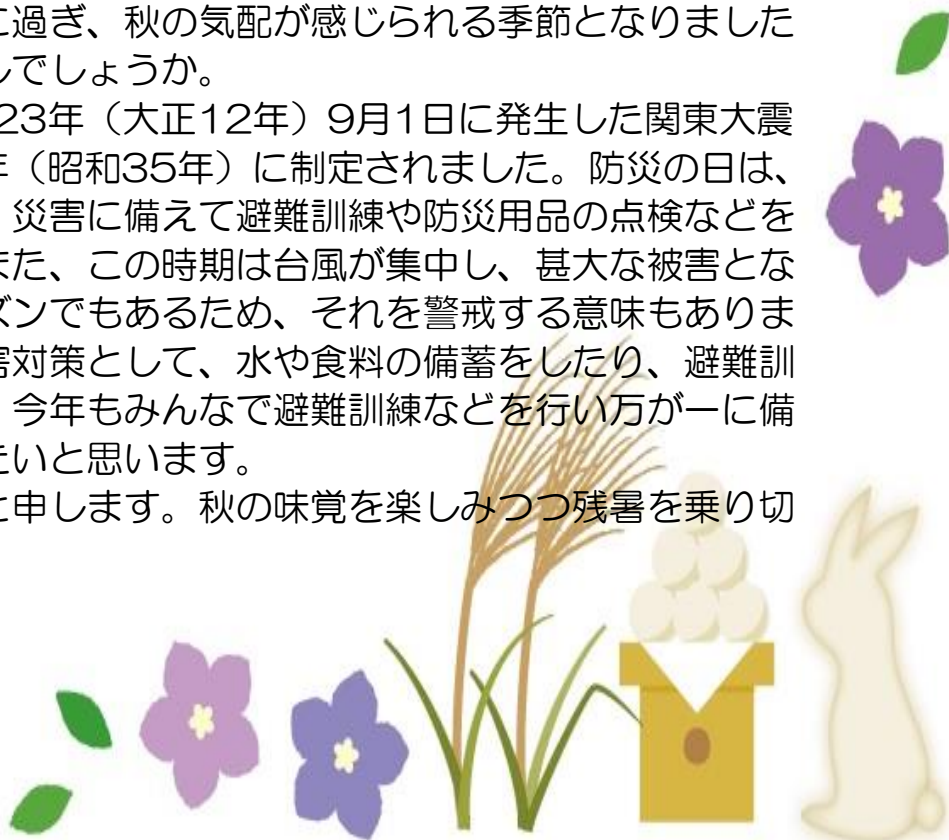 に過ぎ、秋の気配が感じられる季節となりました
しでしょうか。
23年（大正12年）9月1日に発生した関東大震
年（昭和35年）に制定されました。防災の日は、
災害に備えて避難訓練や防災用品の点検などを
また、この時期は台風が集中し、甚大な被害とな
ズンでもあるため、それを警戒する意味もありま
害対策として、水や食料の備蓄をしたり、避難訓
今年もみんなで避難訓練などを行い万が一に備
たいと思います。
と申します。秋の味覚を楽しみつつ残暑を乗り切